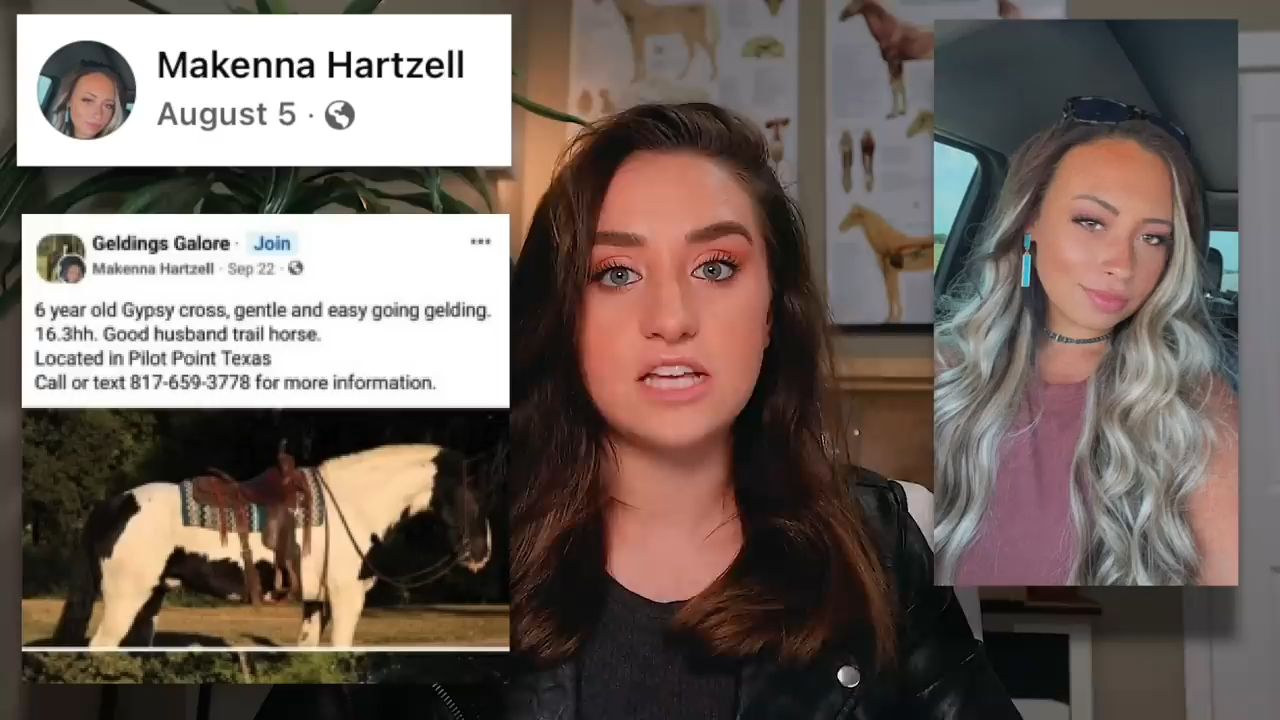 Makenna Hartzell
August 5 ·
Geldings Galore · Join
Makenna Hartzell · Sep 22 ·
6 year old Gypsy cross, gentle and easy going gelding.
16.3hh. Good husband trail horse.
Located in Pilot Point Texas
Call or text 817-659-3778 for more information.